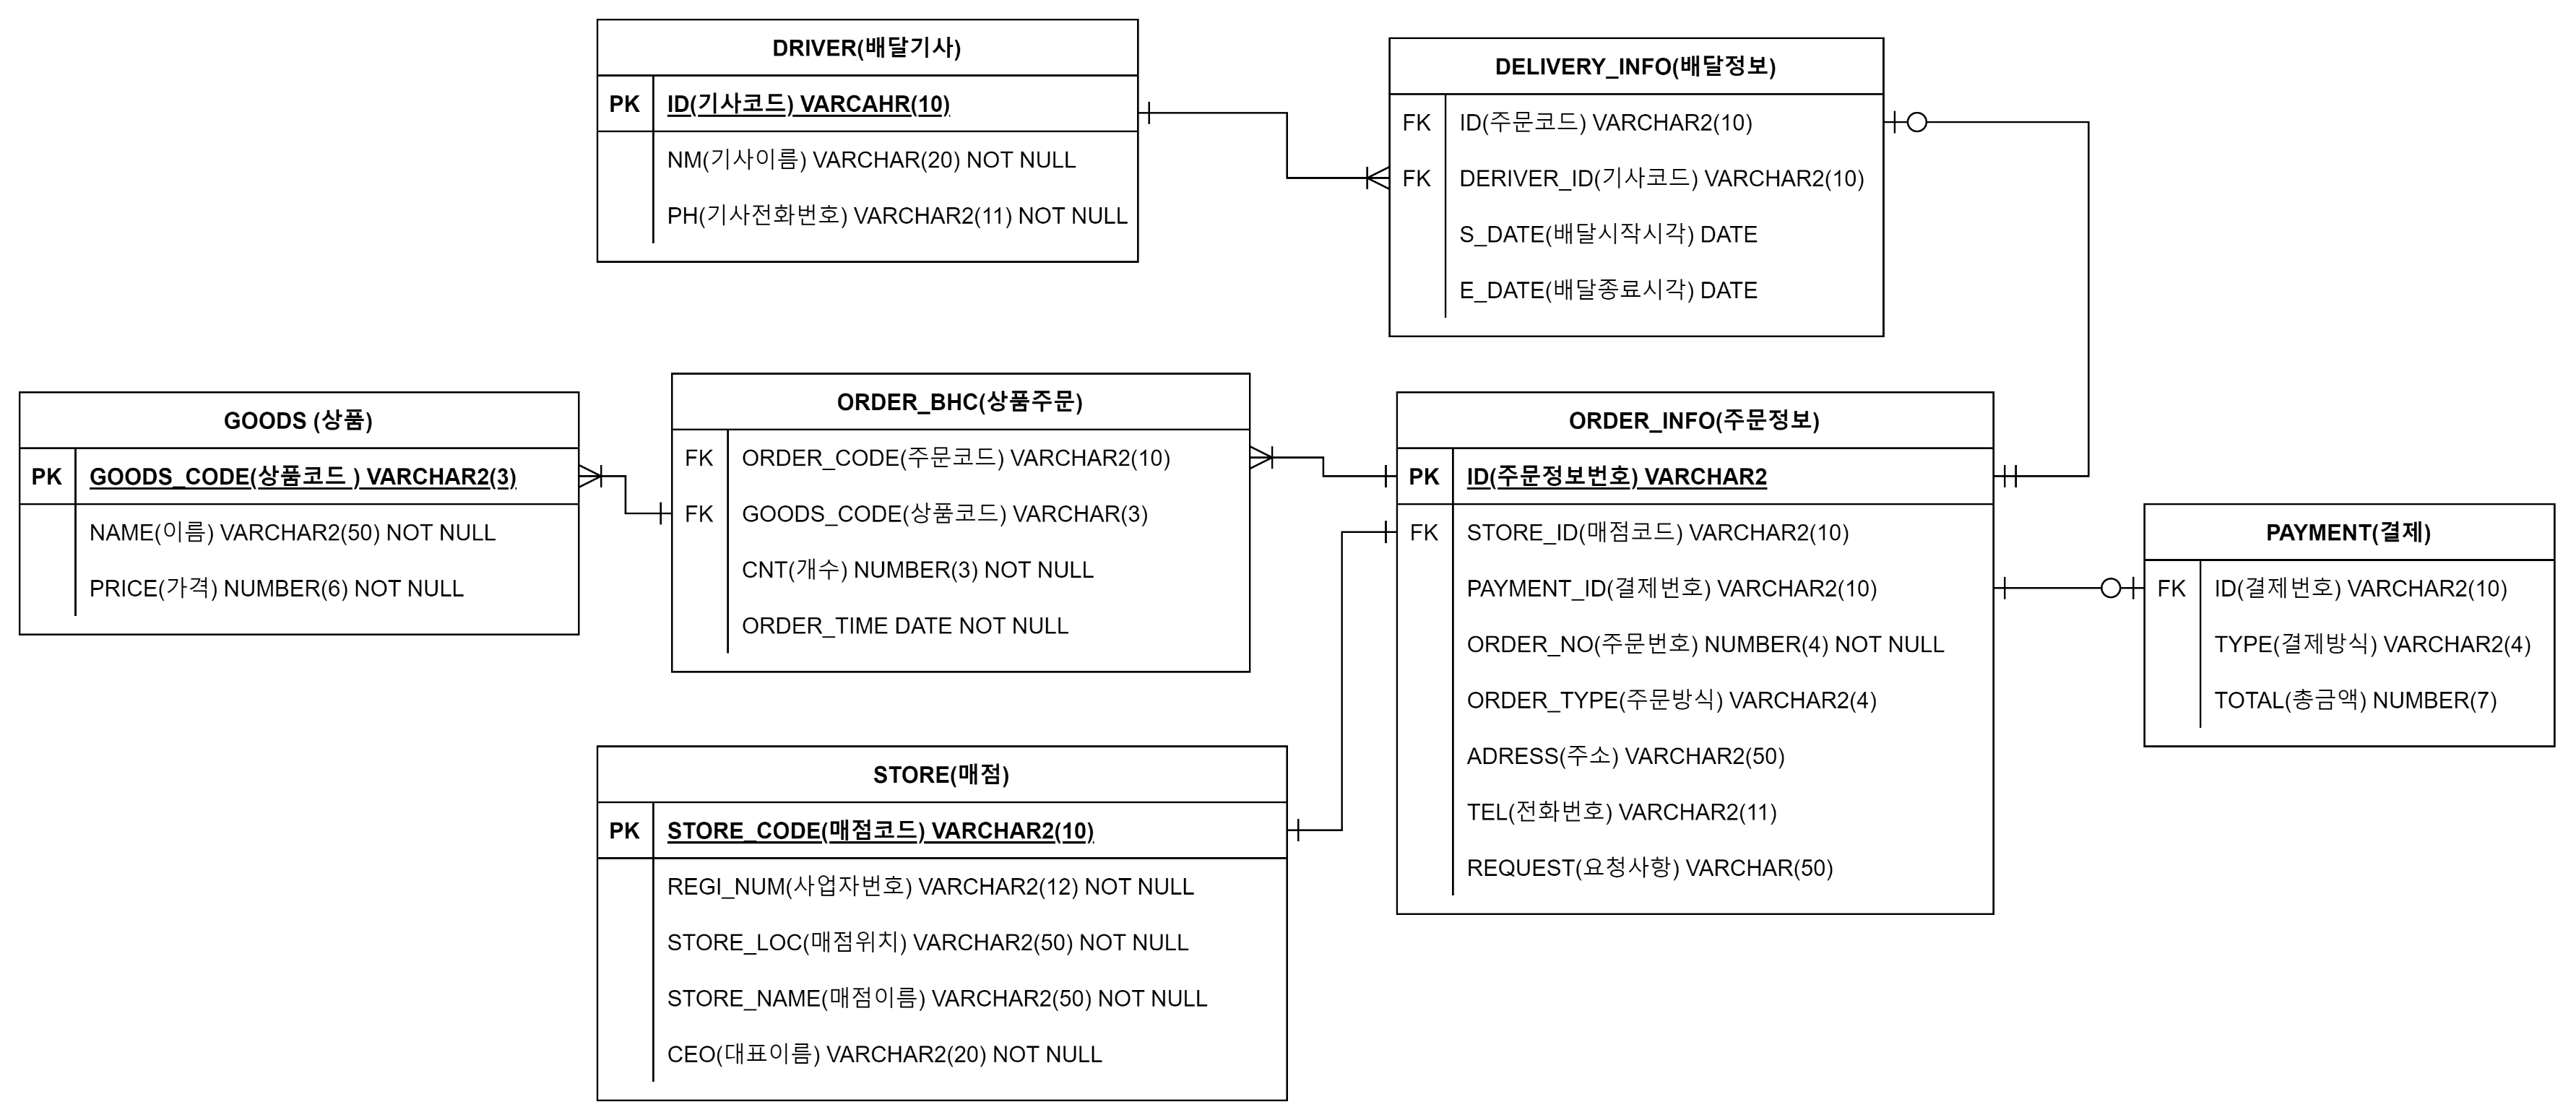 DRIVER(배달기사)
PK ID(기사코드) VARCAHR(10)
NM(기사이름) VARCHAR(20) NOT NULL
PH(기사전화번호) VARCHAR2(11) NOT NULL
DELIVERY_INFO(배달정보)
FK ID(주문코드) VARCHAR2(10)
FK DERIVER_ID(기사코드) VARCHAR2(10)
S_DATE(배달시작시각) DATE
E_DATE(배달종료시각) DATE
GOODS (상품)
PK GOODS_CODE(상품코드 ) VARCHAR2(3)
NAME(이름) VARCHAR2(50) NOT NULL
PRICE(가격) NUMBER(6) NOT NULL
ORDER_BHC(상품주문)
FK ORDER_CODE(주문코드) VARCHAR2(10)
FK GOODS_CODE(상품코드) VARCHAR(3)
CNT(개수) NUMBER(3) NOT NULL
ORDER_TIME DATE NOT NULL
ORDER_INFO(주문정보)
PK ID(주문정보번호) VARCHAR2
FK STORE_ID(매점코드) VARCHAR2(10)
PAYMENT_ID(결제번호) VARCHAR2(10)
ORDER_NO(주문번호) NUMBER(4) NOT NULL
ORDER_TYPE(주문방식) VARCHAR2(4)
ADRESS(주소) VARCHAR2(50)
TEL(전화번호) VARCHAR2(11)
REQUEST(요청사항) VARCHAR(50)
PAYMENT(결제)
FK ID(결제번호) VARCHAR2(10)
TYPE(결제방식) VARCHAR2(4)
TOTAL(총금액) NUMBER(7)
STORE(매점)
PK STORE_CODE(매점코드) VARCHAR2(10)
REGI_NUM(사업자번호) VARCHAR2(12) NOT NULL
STORE_LOC(매점위치) VARCHAR2(50) NOT NULL
STORE_NAME(매점이름) VARCHAR2(50) NOT NULL
CEO(대표이름) VARCHAR2(20) NOT NULL